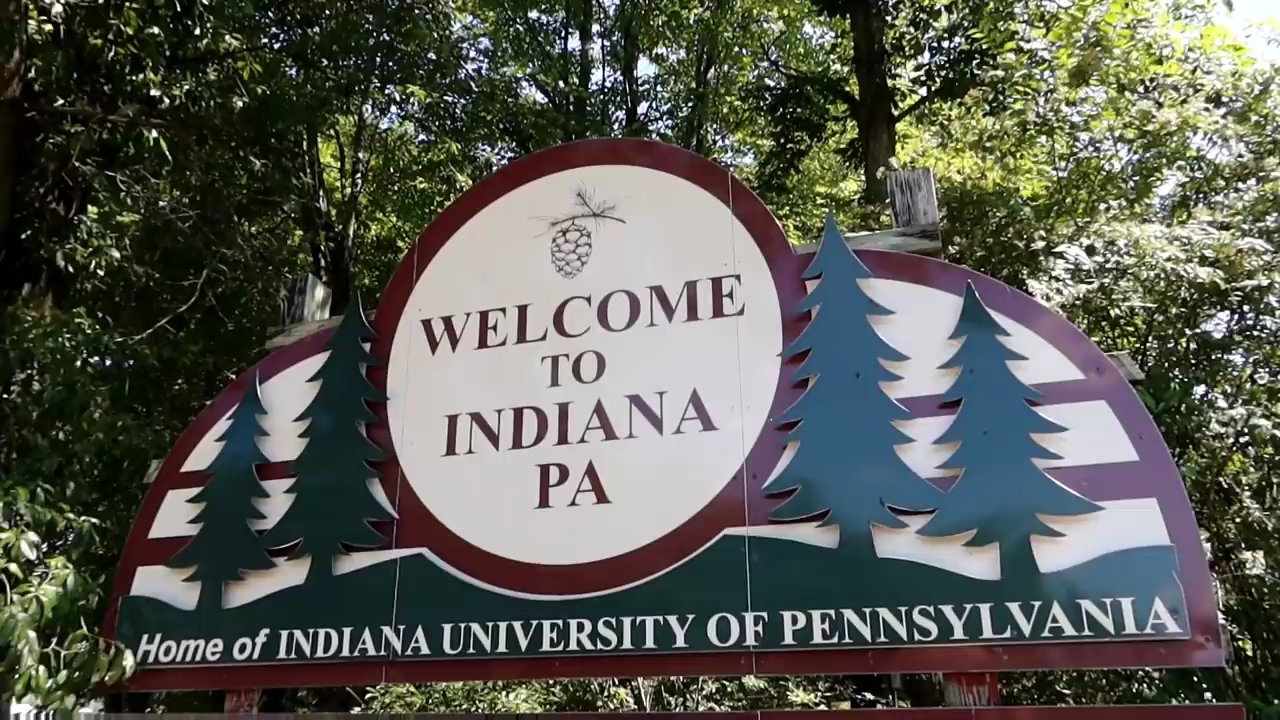 WELCOME
TO
INDIANA
PA
Home of INDIANA UNIVERSITY OF PENNSYLVANIA